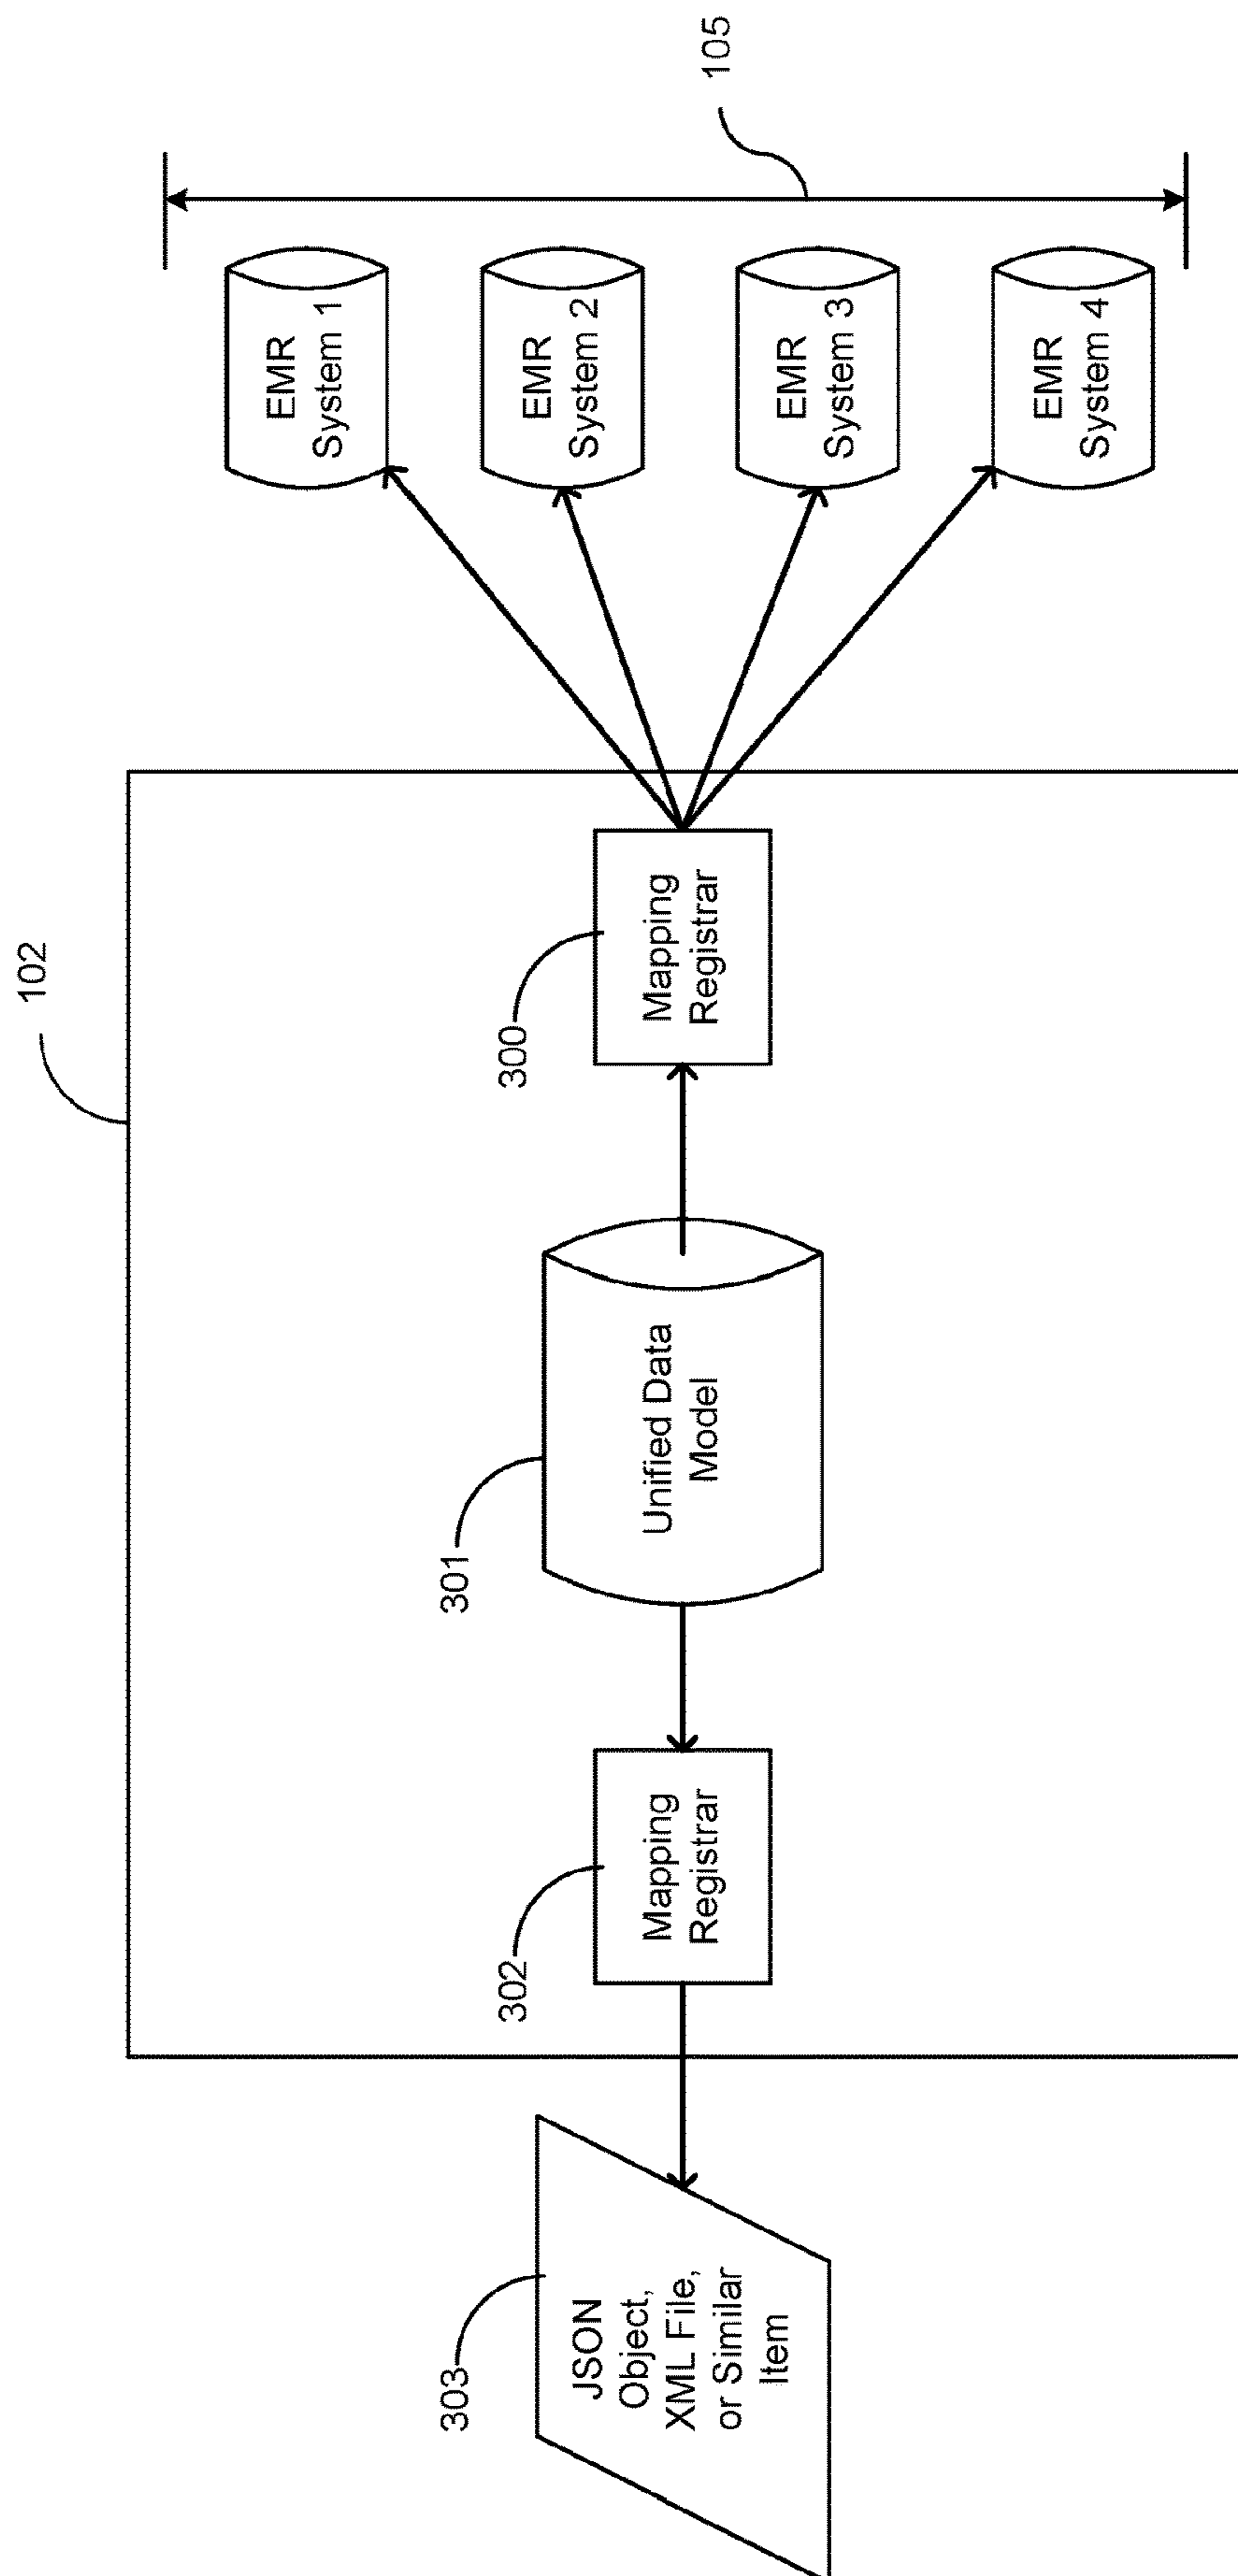 102
105
303
JSON
Object,
XML File,
or Similar
Item
302
Mapping
Registrar
301
Unified Data
Model
300
Mapping
Registrar
EMR
System 1
EMR
System 2
EMR
System 3
EMR
System 4